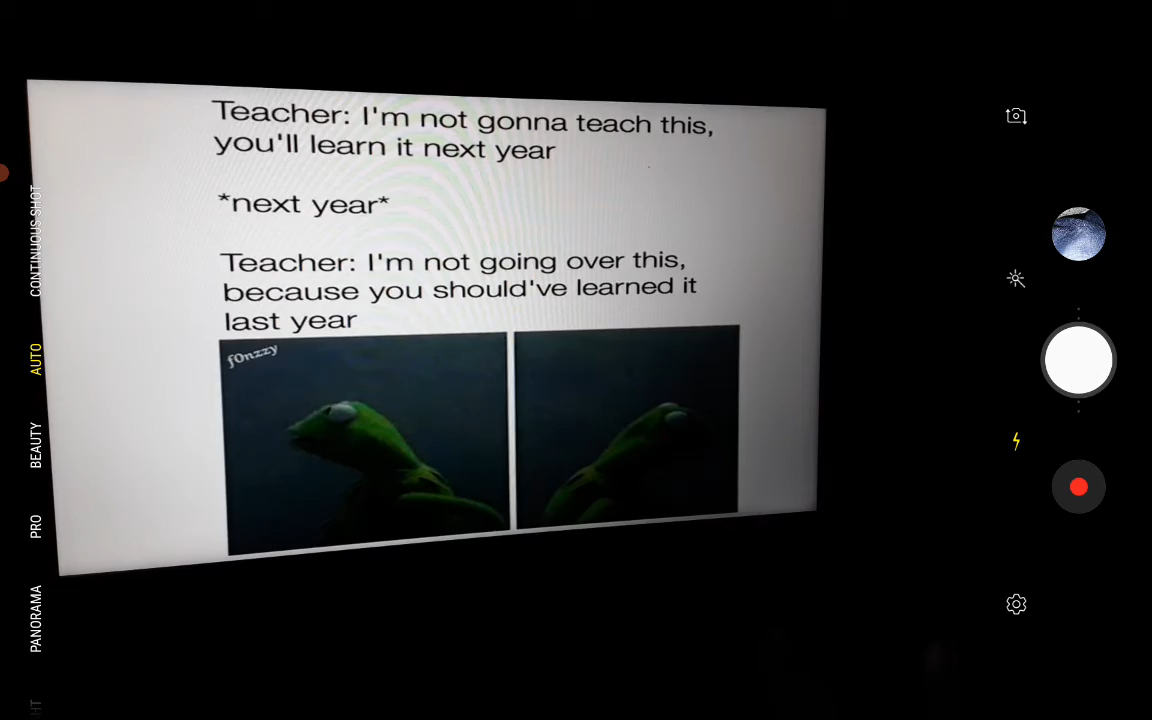 Teacher: I'm not gonna teach this,
you'll learn it next year
*next year*
Teacher: I'm not going over this,
because you should've learned it
last year
fOnzzy
CONTINUOUS SHOT
AUTO
BEAUTY
PRO
PANORAMA